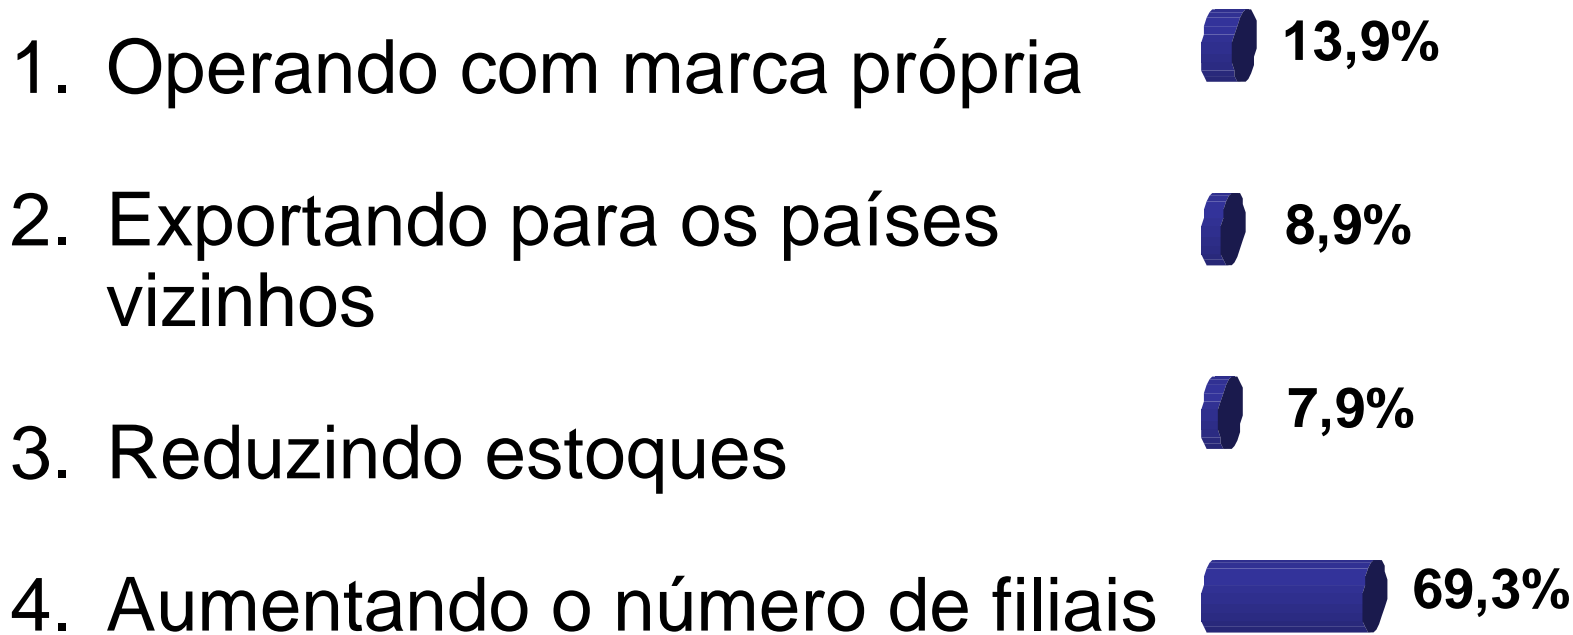 1. Operando com marca própria 13,9%
2. Exportando para os países 8,9%
vizinhos
3. Reduzindo estoques 7,9%
4. Aumentando o número de filiais 69,3%